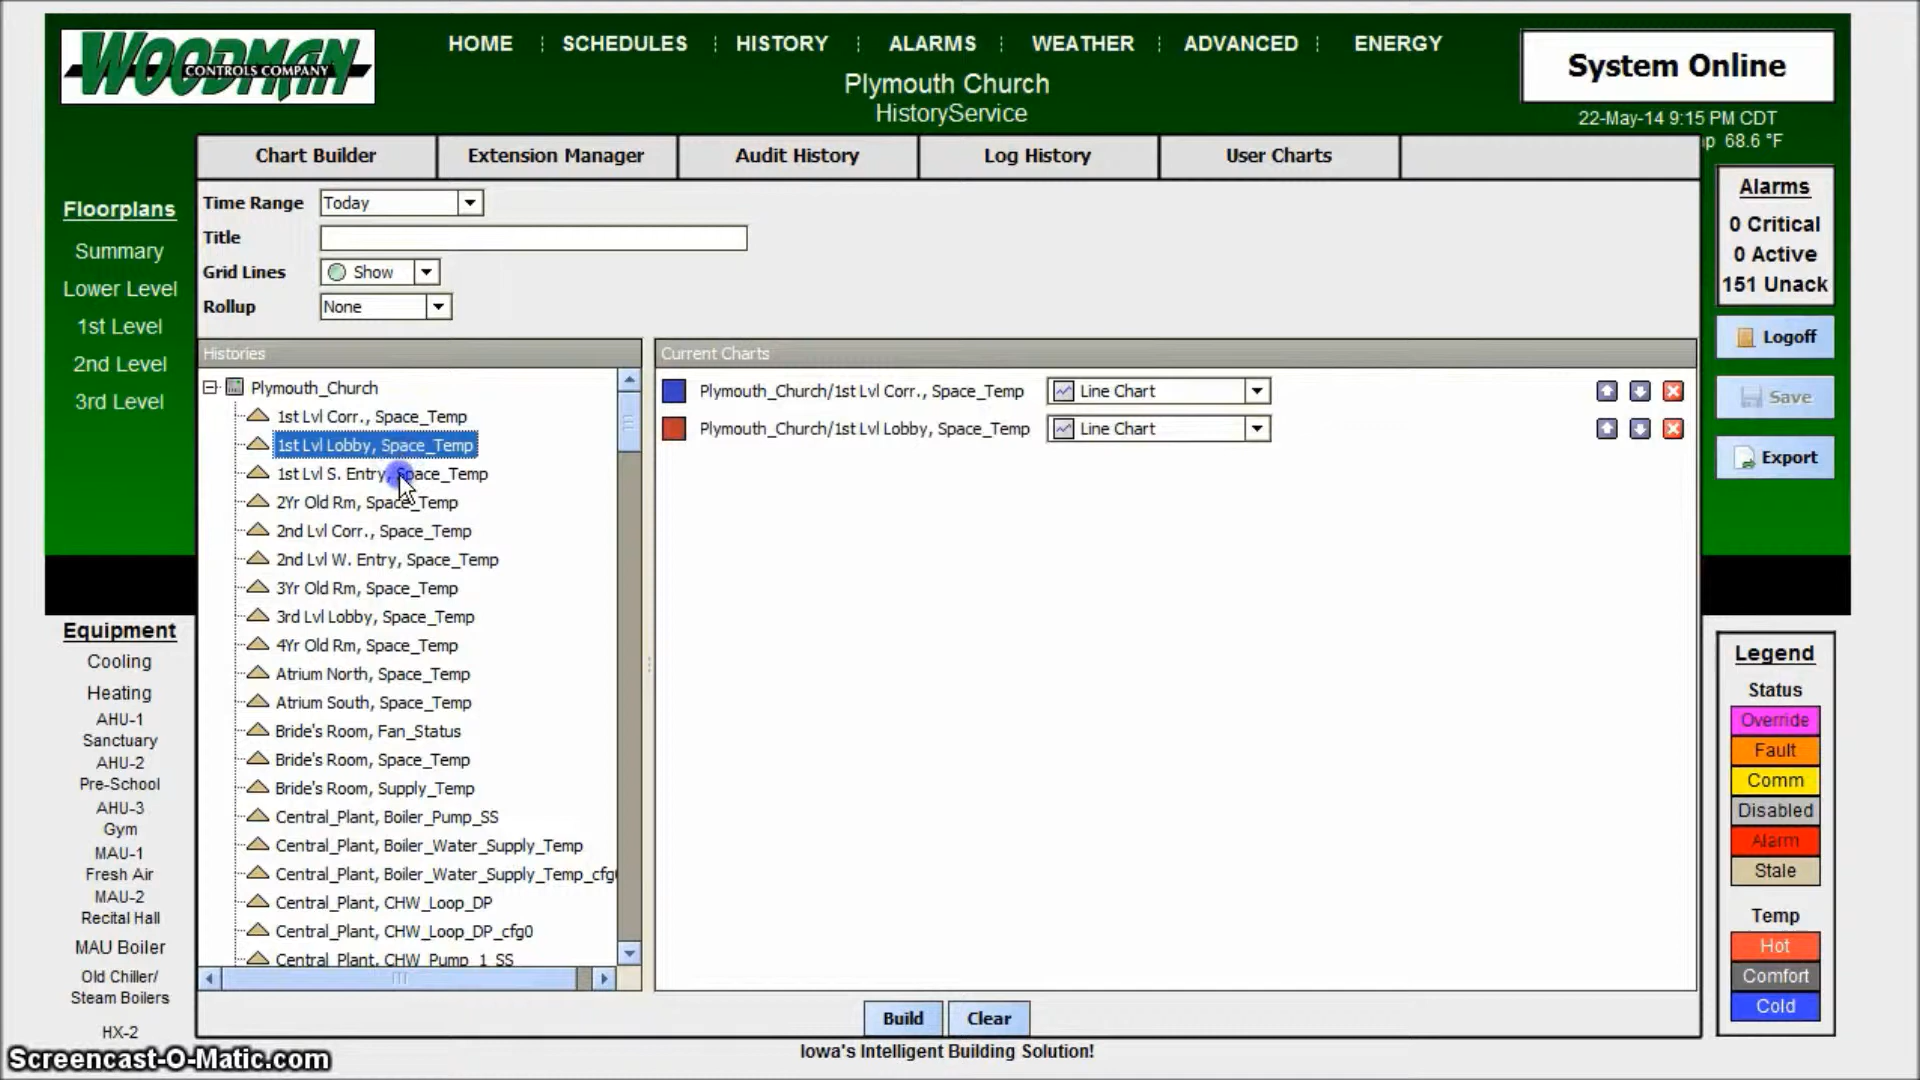 WOODMAN
CONTROLS COMPANY
HOME
SCHEDULES
HISTORY
ALARMS
WEATHER
ADVANCED
ENERGY
Plymouth Church
HistoryService
System Online
22-May-14 9:15 PM CDT
p 68.6 °F
Chart Builder
Extension Manager
Audit History
Log History
User Charts
Time Range
Today
Title
Grid Lines
Show
Rollup
None
Floorplans
Summary
Lower Level
1st Level
2nd Level
3rd Level
Equipment
Cooling
Heating
AHU-1
Sanctuary
AHU-2
Pre-School
AHU-3
Gym
MAU-1
Fresh Air
MAU-2
Recital Hall
MAU Boiler
Old Chiller/
Steam Boilers
HX-2
Histories
Plymouth_Church
1st Lvl Corr., Space_Temp
1st Lvl Lobby, Space_Temp
1st Lvl S. Entry, Space_Temp
2Yr Old Rm, Space_Temp
2nd Lvl Corr., Space_Temp
2nd Lvl W. Entry, Space_Temp
3Yr Old Rm, Space_Temp
3rd Lvl Lobby, Space_Temp
4Yr Old Rm, Space_Temp
Atrium North, Space_Temp
Atrium South, Space_Temp
Bride's Room, Fan_Status
Bride's Room, Space_Temp
Bride's Room, Supply_Temp
Central_Plant, Boiler_Pump_SS
Central_Plant, Boiler_Water_Supply_Temp
Central_Plant, Boiler_Water_Supply_Temp_cfg0
Central_Plant, CHW_Loop_DP
Central_Plant, CHW_Loop_DP_cfg0
Central_Plant, CHW_Pump_1_SS
Current Charts
Plymouth_Church/1st Lvl Corr., Space_Temp
Line Chart
Plymouth_Church/1st Lvl Lobby, Space_Temp
Line Chart
Build
Clear
Alarms
0 Critical
0 Active
151 Unack
Logoff
Save
Export
Legend
Status
Override
Fault
Comm
Disabled
Alarm
Stale
Temp
Hot
Comfort
Cold
Iowa's Intelligent Building Solution!
Screencast-O-Matic.com